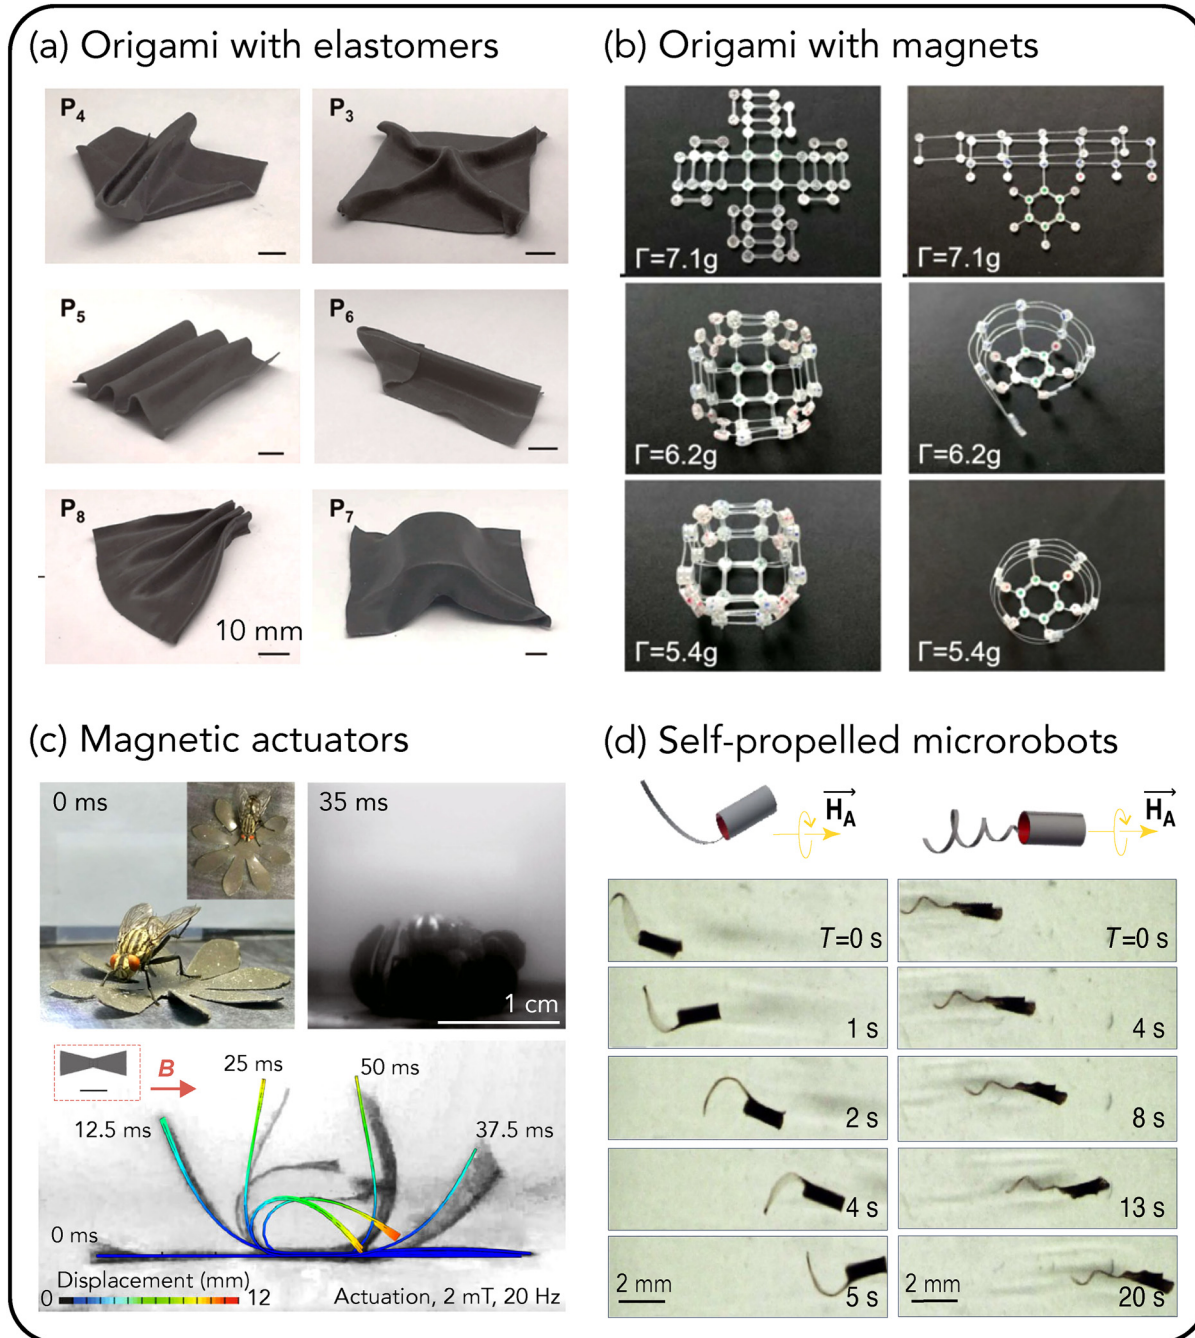 (a) Origami with elastomers
P4
P3
P5
P6
P8
10 mm
P7
(b) Origami with magnets
Γ=7.1g
Γ=7.1g
Γ=6.2g
Γ=6.2g
Γ=5.4g
Γ=5.4g
(c) Magnetic actuators
0 ms
35 ms
1 cm
B
25 ms
50 ms
12.5 ms
37.5 ms
0 ms
Displacement (mm)
0 12
Actuation, 2 mT, 20 Hz
(d) Self-propelled microrobots
HA
HA
T=0 s
T=0 s
1 s
4 s
2 s
8 s
4 s
13 s
2 mm
5 s
2 mm
20 s